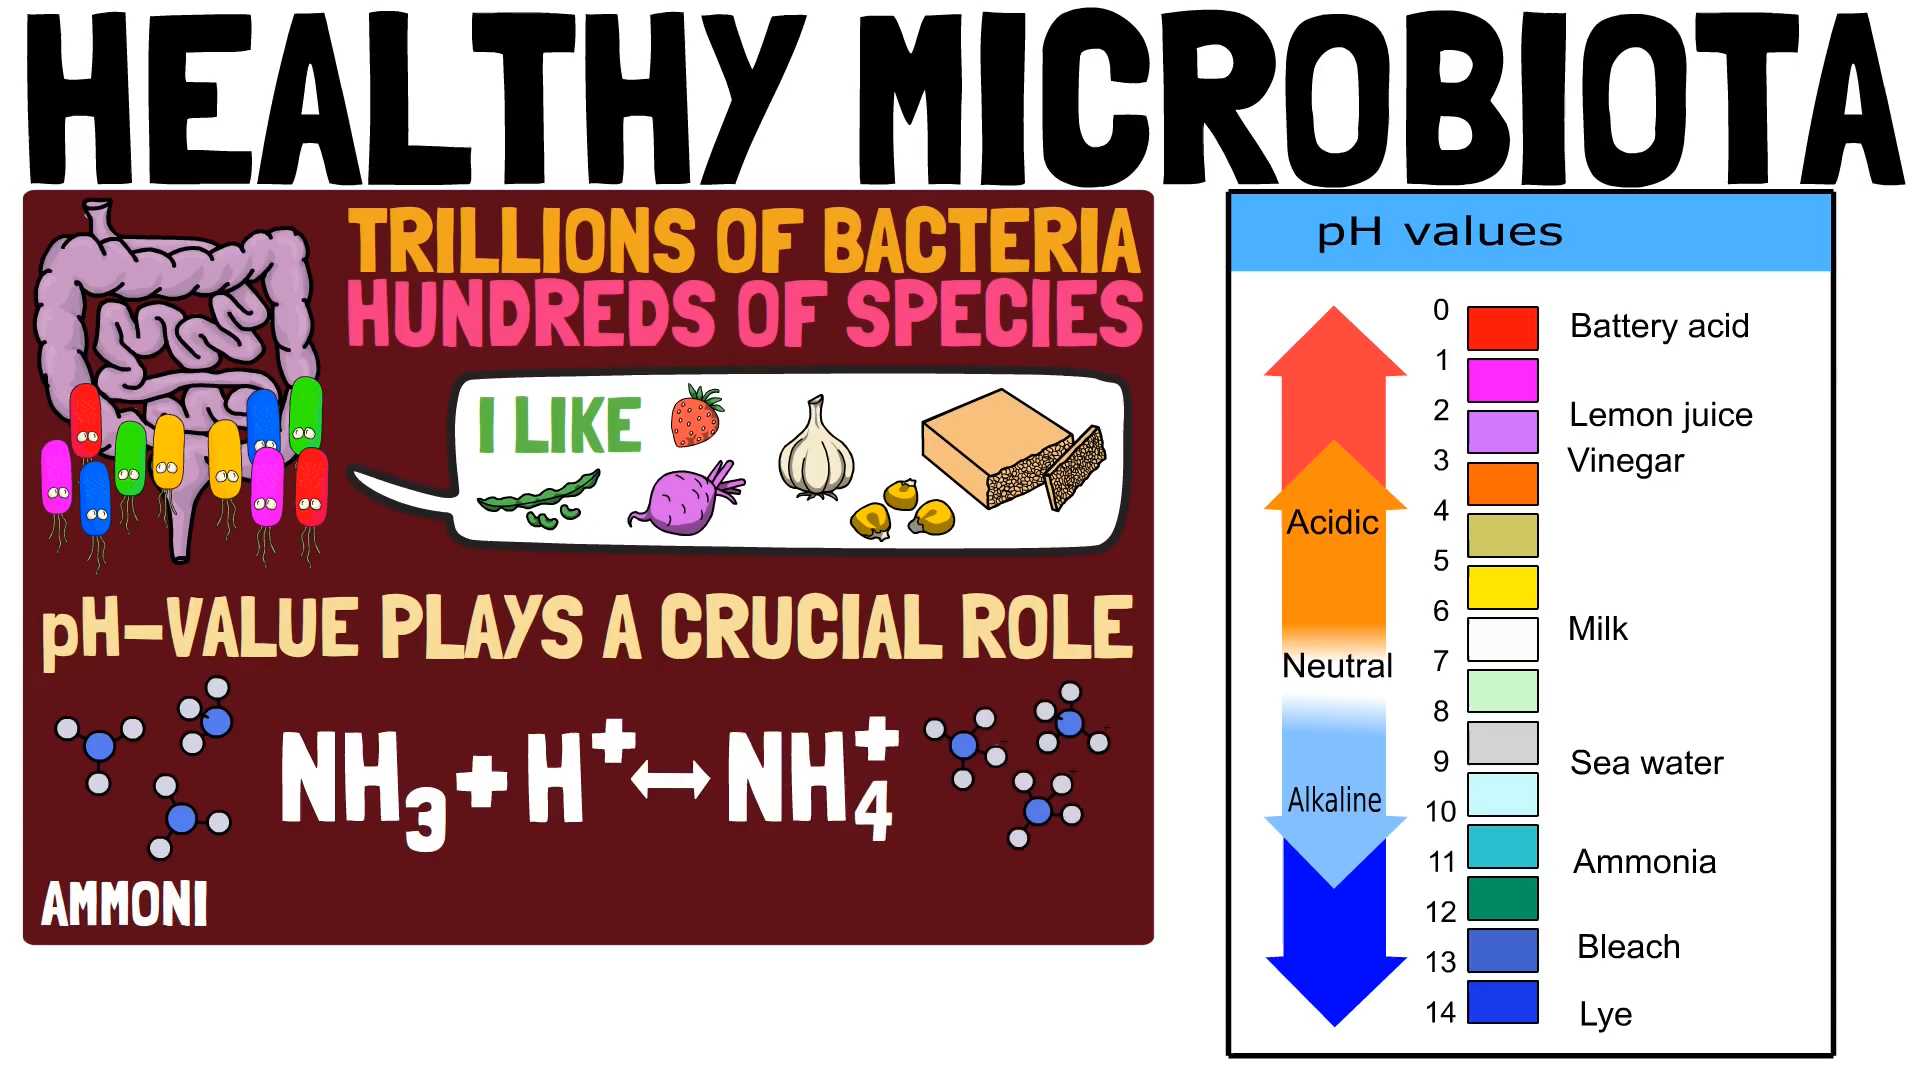 HEALTHY MICROBIOTA
TRILLIONS OF BACTERIA
HUNDREDS OF SPECIES
I LIKE
pH-VALUE PLAYS A CRUCIAL ROLE
NH₃ + H⁺ ↔ NH₄⁺
AMMONI
pH values
0
Battery acid
1
2
Lemon juice
3
Vinegar
4
Acidic
5
6
Milk
7
Neutral
8
9
Sea water
10
Alkaline
11
Ammonia
12
13
Bleach
14
Lye